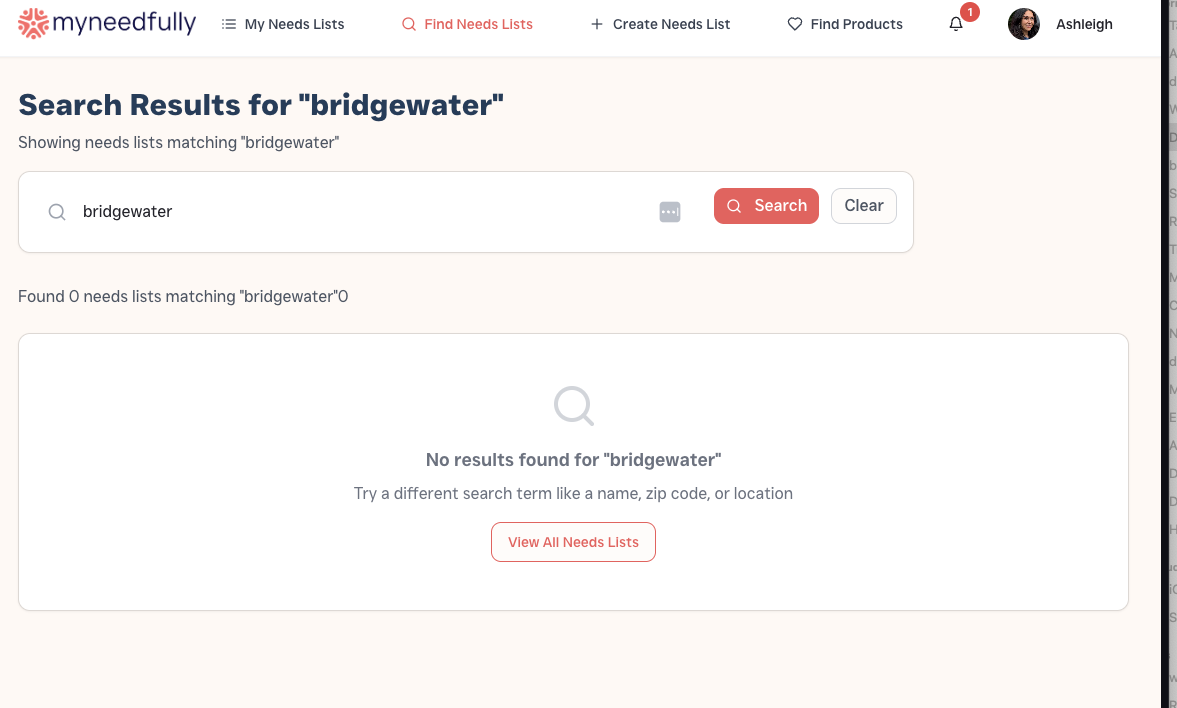 myneedfully
My Needs Lists
Find Needs Lists
Create Needs List
Find Products
1
Ashleigh
Search Results for "bridgewater"
Showing needs lists matching "bridgewater"
bridgewater
Search
Clear
Found 0 needs lists matching "bridgewater"0
No results found for "bridgewater"
Try a different search term like a name, zip code, or location
View All Needs Lists